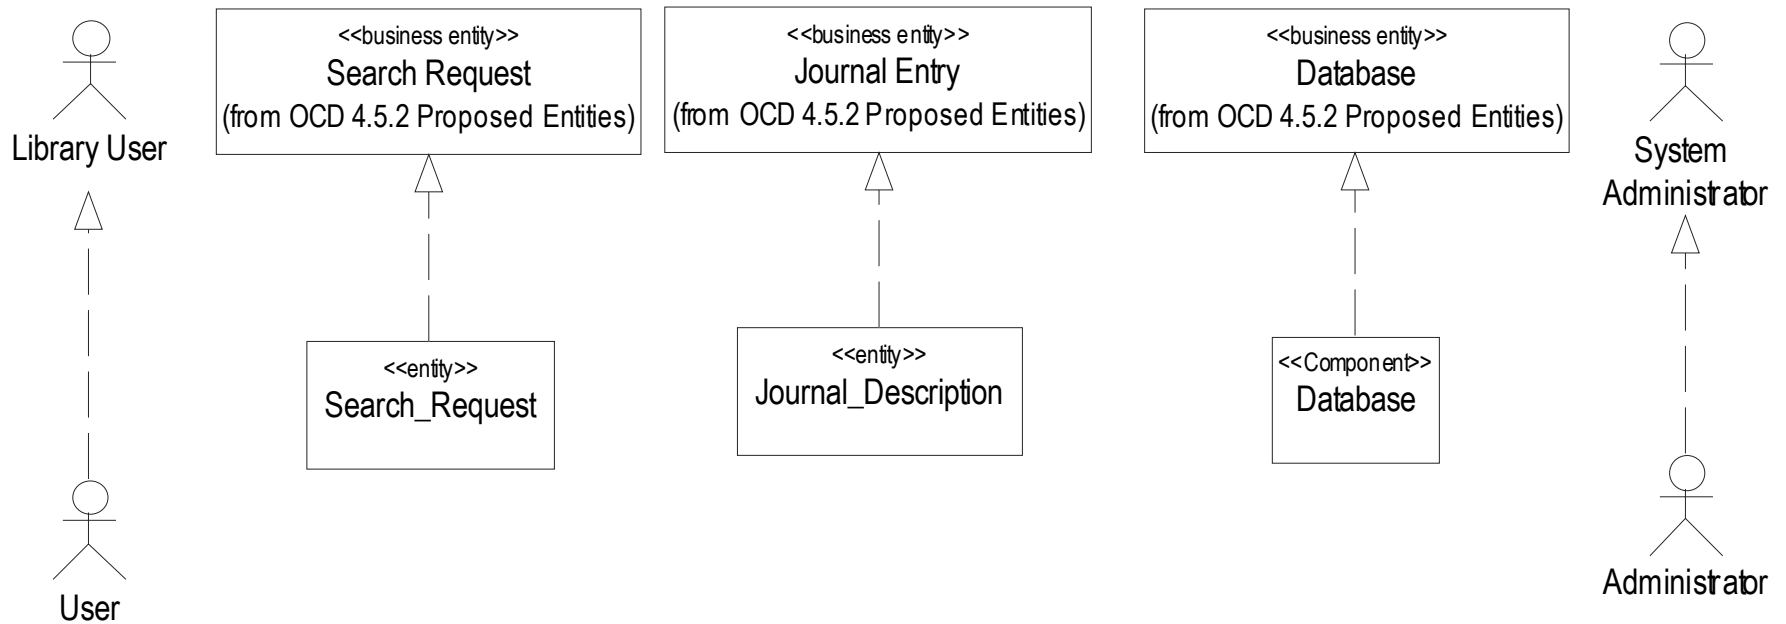 Library User
<<business entity>>
Search Request
(from OCD 4.5.2 Proposed Entities)
<<business entity>>
Journal Entry
(from OCD 4.5.2 Proposed Entities)
<<business entity>>
Database
(from OCD 4.5.2 Proposed Entities)
System
Administrator
<<entity>>
Search_Request
<<entity>>
Journal_Description
<<Component>>
Database
User
Administrator